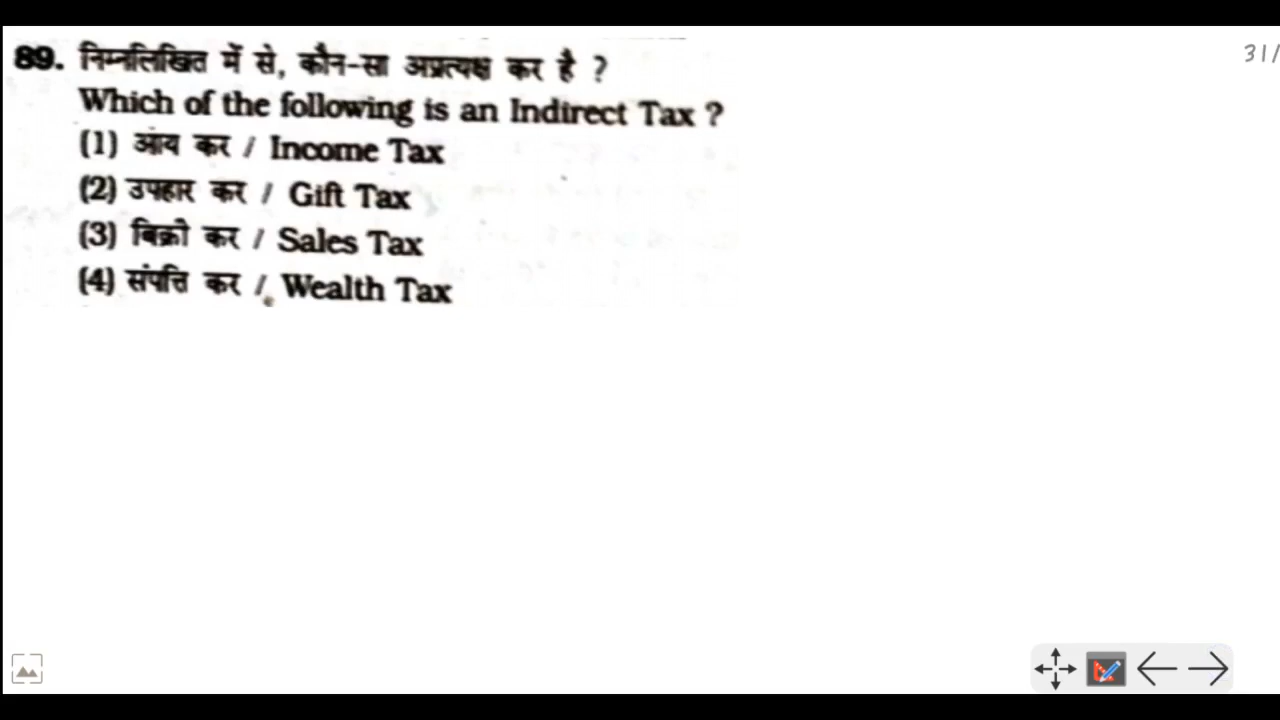 89. निम्नलिखित में से, कौन-सा अप्रत्यक्ष कर है ?
31/
Which of the following is an Indirect Tax ?
(1) आय कर / Income Tax
(2) उपहार कर / Gift Tax
(3) बिक्री कर / Sales Tax
(4) संपत्ति कर / Wealth Tax